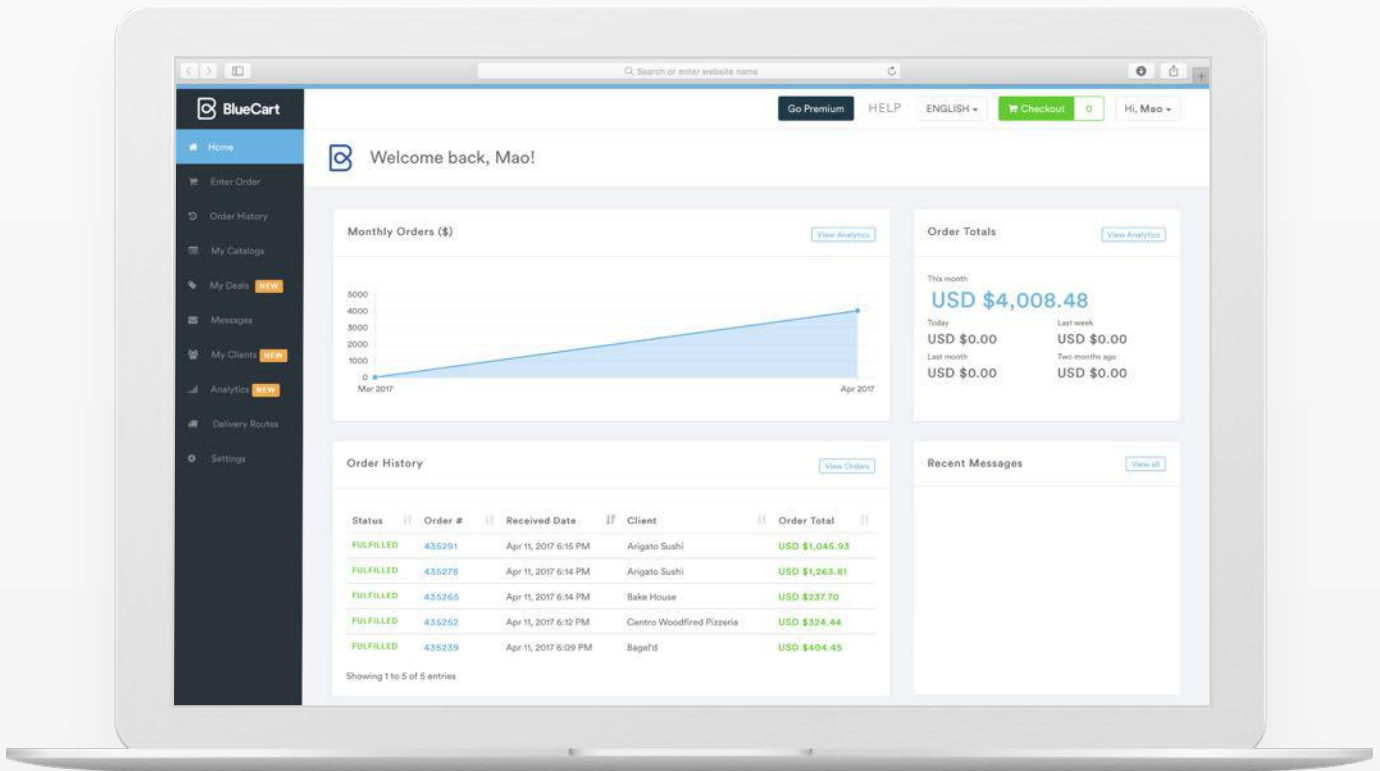 Search or enter website name
BlueCart
Go Premium HELP ENGLISH Checkout 0 Hi, Mao
Home
Welcome back, Mao!
Enter Order
Order History
My Catalogs
My Deals NEW
Messages
My Clients NEW
Analytics NEW
Delivery Routes
Settings
Monthly Orders ($) View Analytics
5000
4000
3000
2000
1000
0
Mar 2017 Apr 2017
Order Totals View Analytics
This month
USD $4,008.48
Today Last week
USD $0.00 USD $0.00
Last month Two months ago
USD $0.00 USD $0.00
Order History View Orders
Status Order # Received Date Client Order Total
FULFILLED 435291 Apr 11, 2017 6:15 PM Arigato Sushi USD $1,045.93
FULFILLED 435278 Apr 11, 2017 6:14 PM Arigato Sushi USD $1,263.81
FULFILLED 435265 Apr 11, 2017 6:14 PM Bake House USD $237.70
FULFILLED 435252 Apr 11, 2017 6:12 PM Centro Woodfired Pizzeria USD $324.44
FULFILLED 435239 Apr 11, 2017 6:09 PM Bagel'd USD $404.45
Showing 1 to 5 of 5 entries
Recent Messages View all